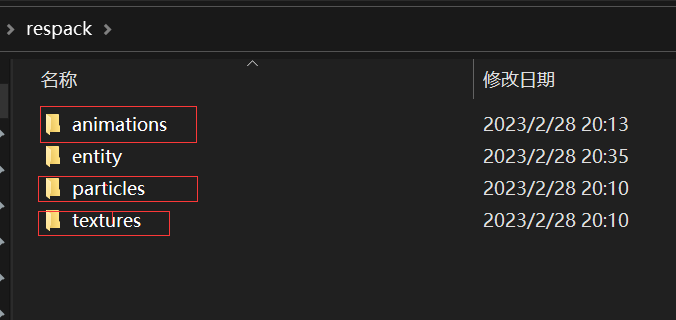 respack
名称 修改日期
animations 2023/2/28 20:13
entity 2023/2/28 20:35
particles 2023/2/28 20:10
textures 2023/2/28 20:10